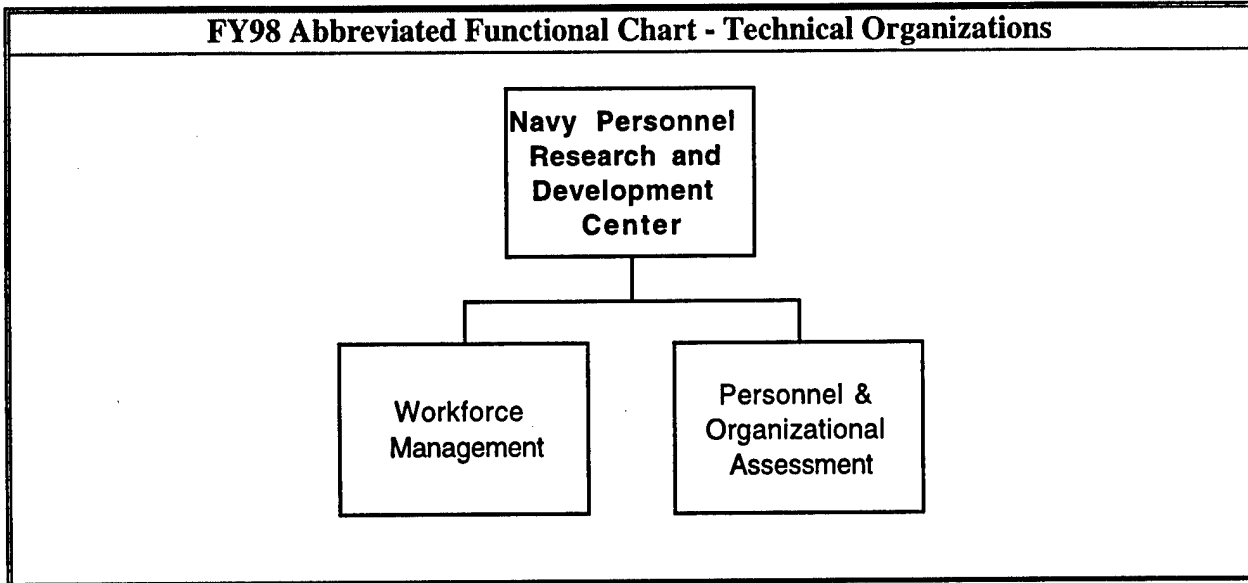 FY98 Abbreviated Functional Chart - Technical Organizations
Navy Personnel
Research and
Development
Center
Workforce
Management
Personnel &
Organizational
Assessment